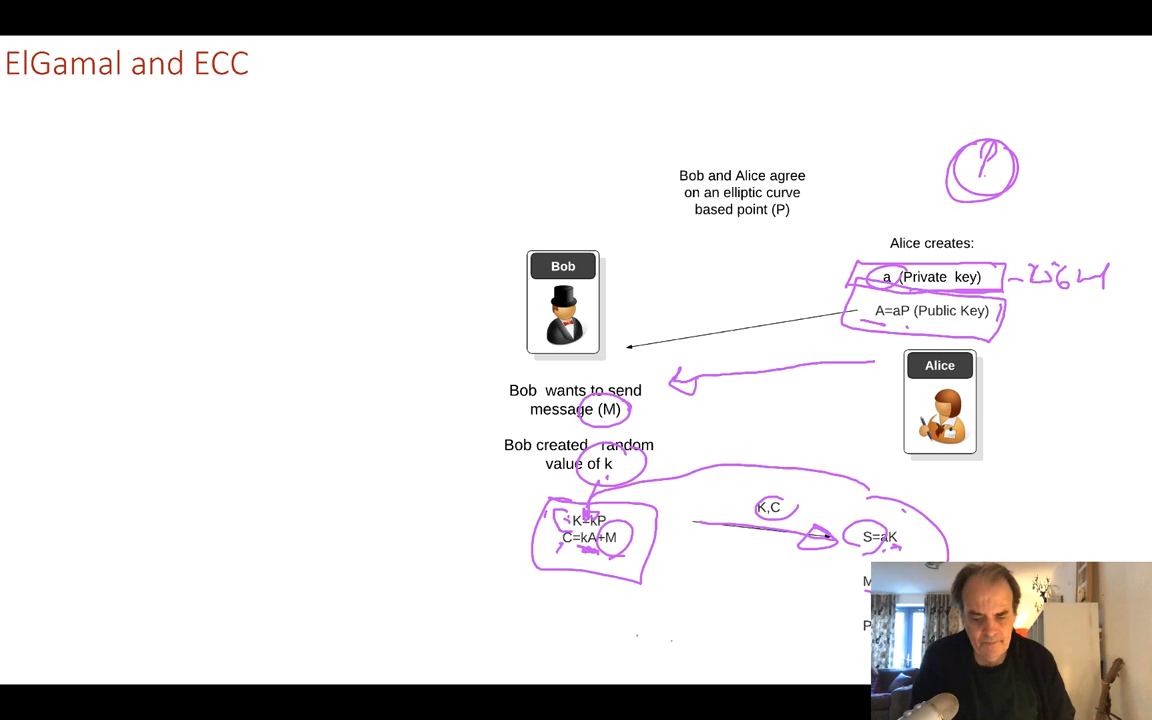 ElGamal and ECC
P
Bob and Alice agree
on an elliptic curve
based point (P)
Alice creates:
Bob
a (Private key)
A=aP (Public Key)
Alice
Bob wants to send
message (M)
Bob created random
value of k
K=kP
C=kA+M
K,C
S=aK
M
P